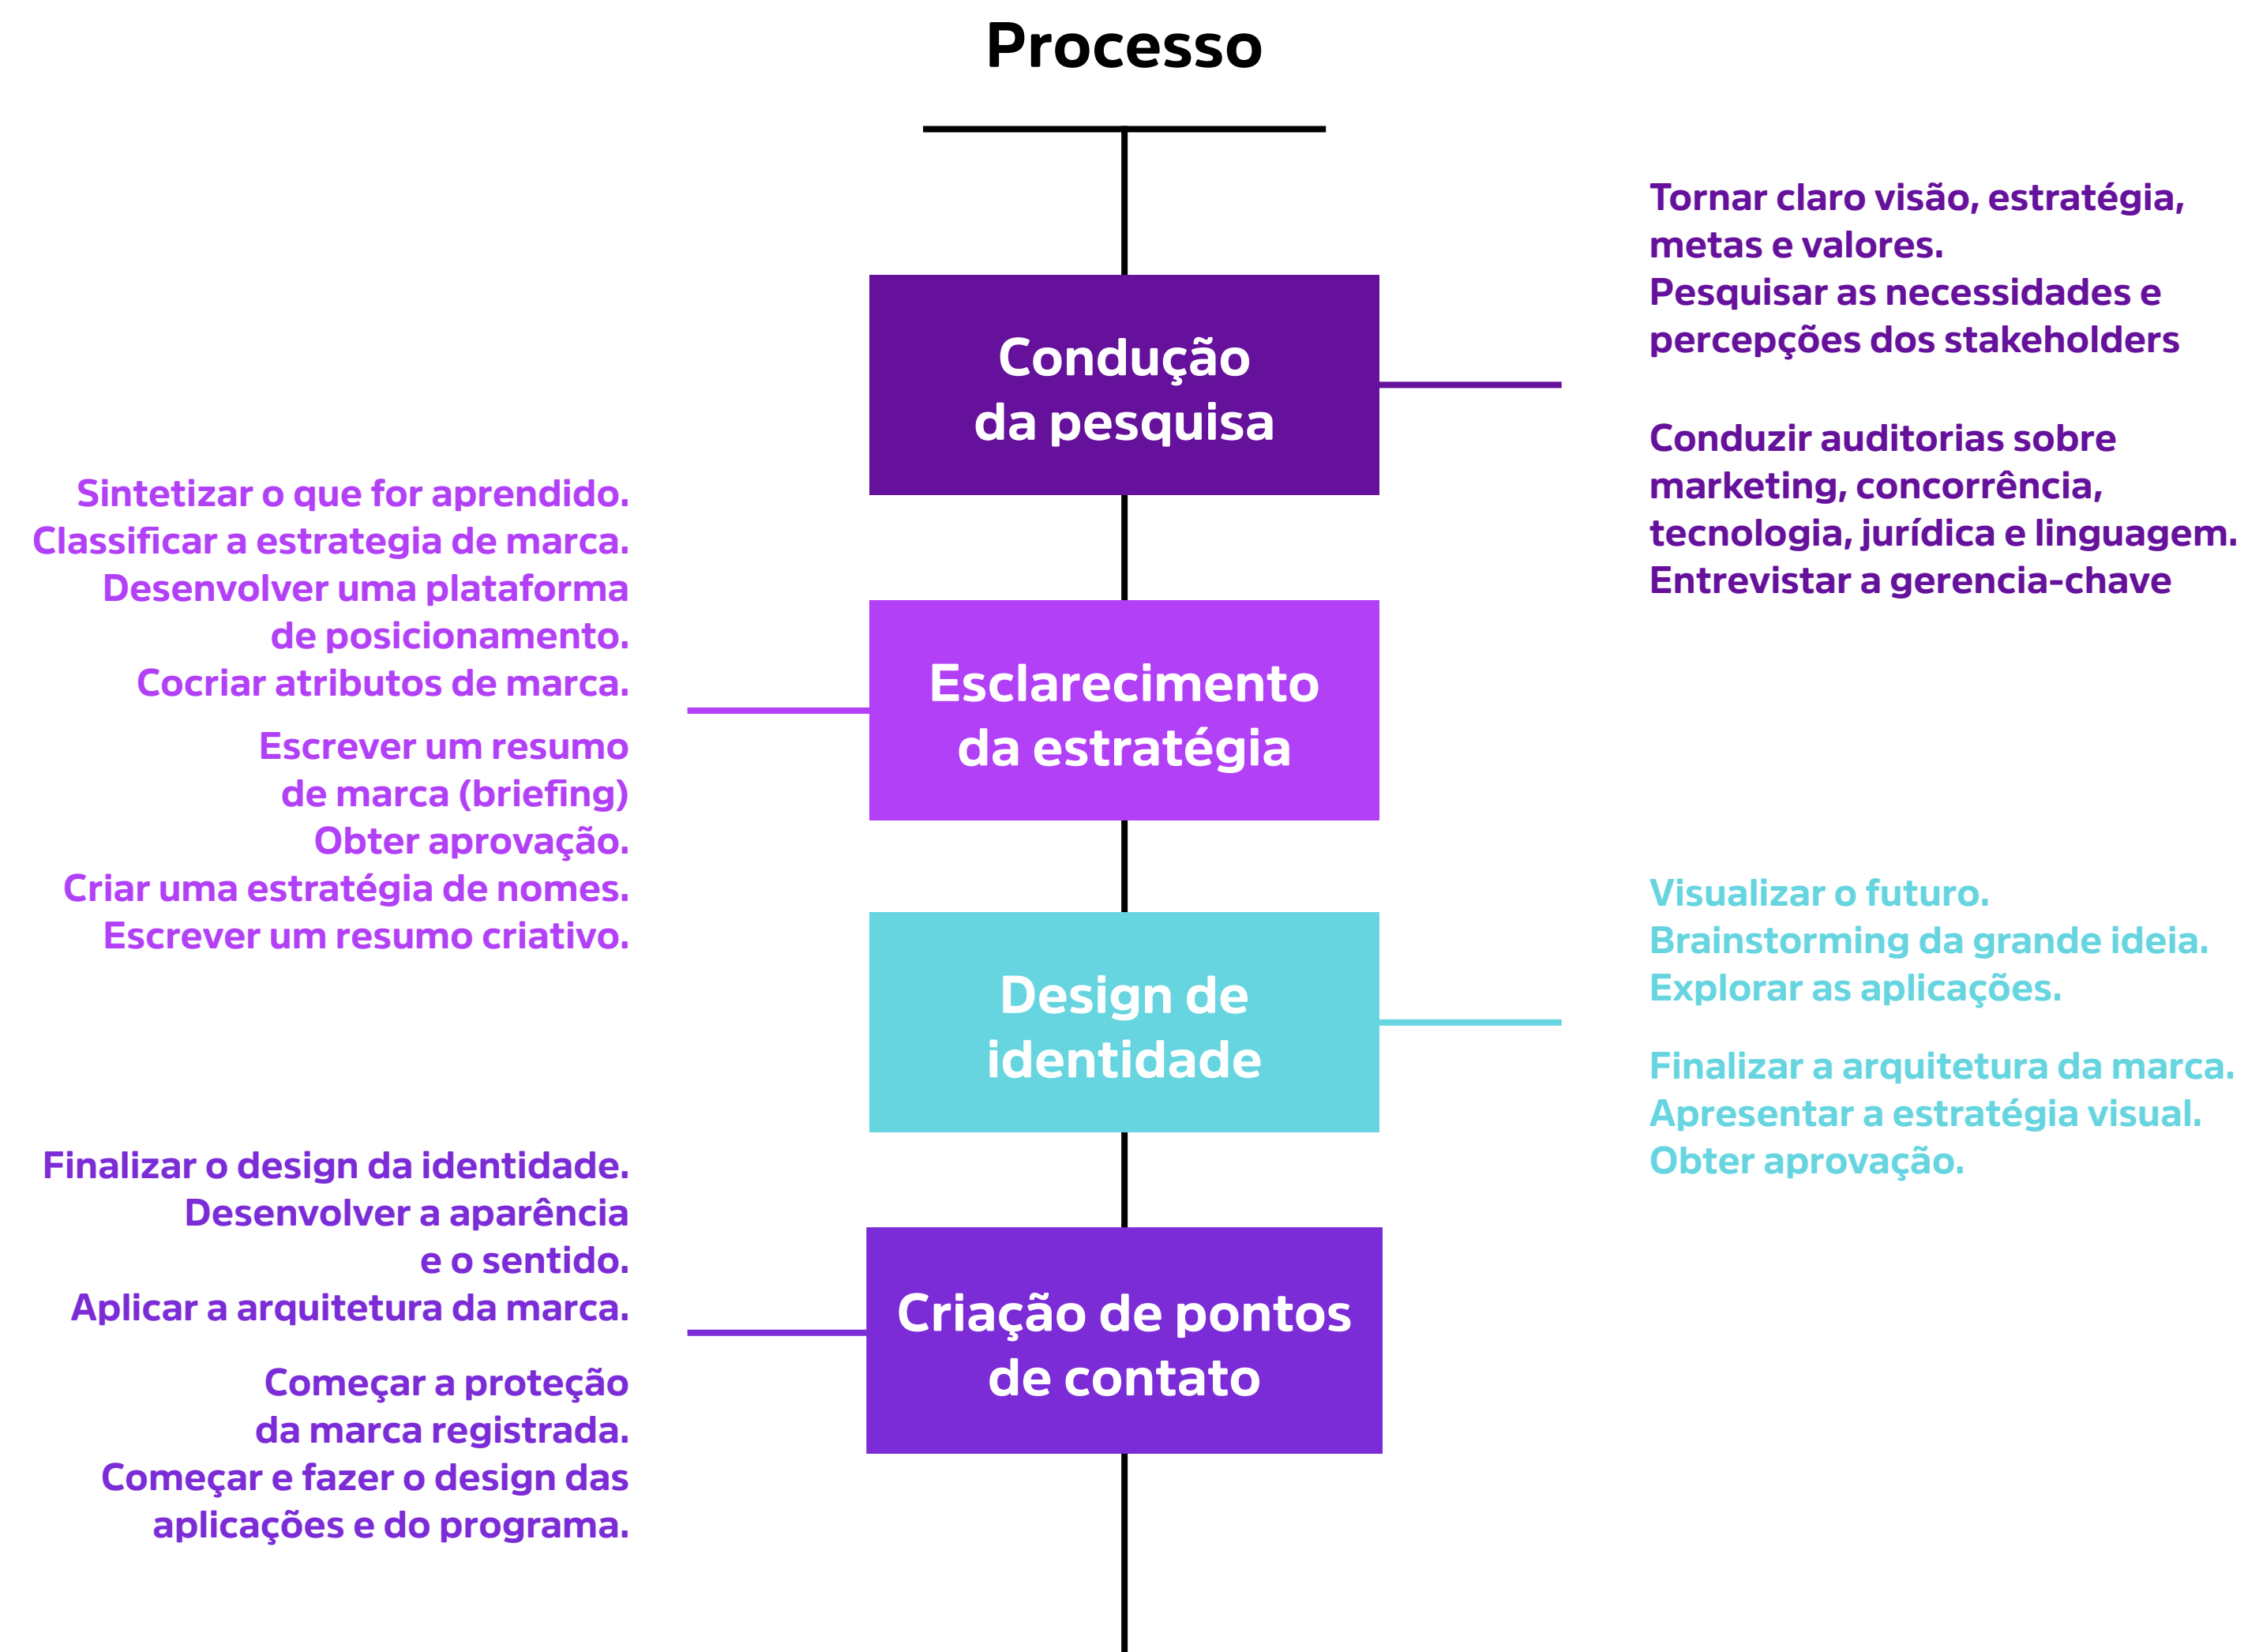 Processo
Condução
da pesquisa
Tornar claro visão, estratégia,
metas e valores.
Pesquisar as necessidades e
percepções dos stakeholders
Conduzir auditorias sobre
marketing, concorrência,
tecnologia, jurídica e linguagem.
Entrevistar a gerencia-chave
Esclarecimento
da estratégia
Sintetizar o que for aprendido.
Classificar a estrategia de marca.
Desenvolver uma plataforma
de posicionamento.
Cocriar atributos de marca.
Escrever um resumo
de marca (briefing)
Obter aprovação.
Criar uma estratégia de nomes.
Escrever um resumo criativo.
Design de
identidade
Visualizar o futuro.
Brainstorming da grande ideia.
Explorar as aplicações.
Finalizar a arquitetura da marca.
Apresentar a estratégia visual.
Obter aprovação.
Criação de pontos
de contato
Finalizar o design da identidade.
Desenvolver a aparência
e o sentido.
Aplicar a arquitetura da marca.
Começar a proteção
da marca registrada.
Começar e fazer o design das
aplicações e do programa.